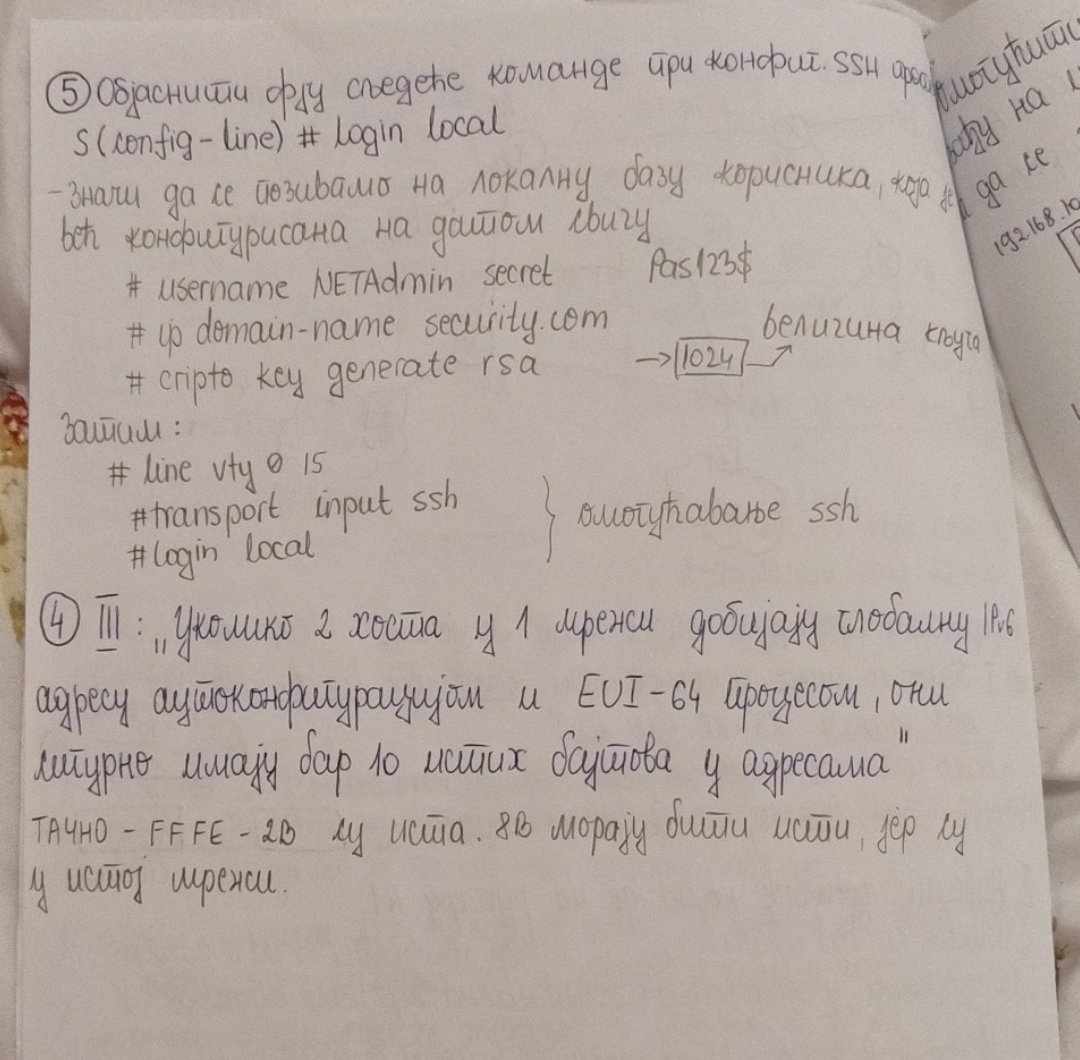 ⑤ Објаснити фју сљедеће команде при конфиг. SSH
S(config-line) # login local
- Значи да се позивамо на локалну базу корисника, која је
већ конфигурисана на датом свичу
# username NETAdmin secret Pas123$
# ip domain-name security.com
# cripto key generate rsa → 1024 величина кључа
Затим:
# line vty 0 15
#transport input ssh
#login local
} омогућавање ssh
④ III : „Уколико 2 хоста у 1 мрежи добијају глобалну IPv6
адресу аутоконфигурацијом и EUI-64 процесом, они
сигурно имају бар 10 истих бајтова у адресама"
ТАЧНО - FFFE - 2B су иста. 8B морају бити исти, јер су
у истој мрежи.
омогућити
на
да се
192.168.10